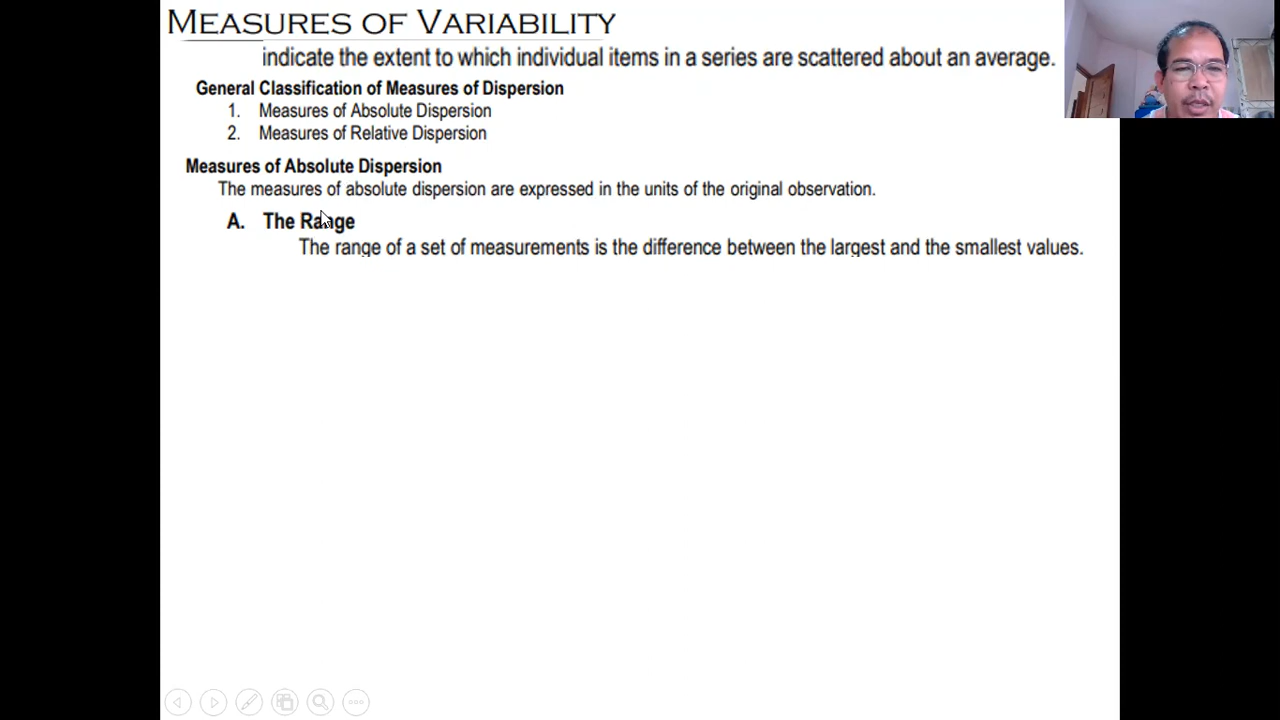 MEASURES OF VARIABILITY
indicate the extent to which individual items in a series are scattered about an average.
General Classification of Measures of Dispersion
1. Measures of Absolute Dispersion
2. Measures of Relative Dispersion
Measures of Absolute Dispersion
The measures of absolute dispersion are expressed in the units of the original observation.
A. The Range
The range of a set of measurements is the difference between the largest and the smallest values.